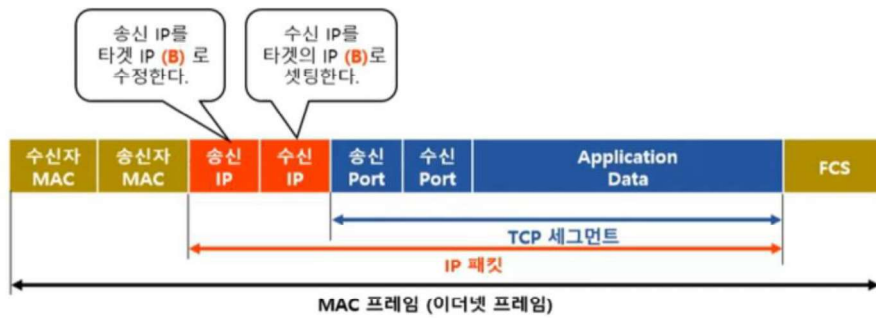 송신 IP를
타겟 IP (B) 로
수정한다.
수신 IP를
타겟의 IP (B)로
셋팅한다.
수신자
MAC
송신자
MAC
송신
IP
수신
IP
송신
Port
수신
Port
Application
Data
FCS
TCP 세그먼트
IP 패킷
MAC 프레임 (이더넷 프레임)